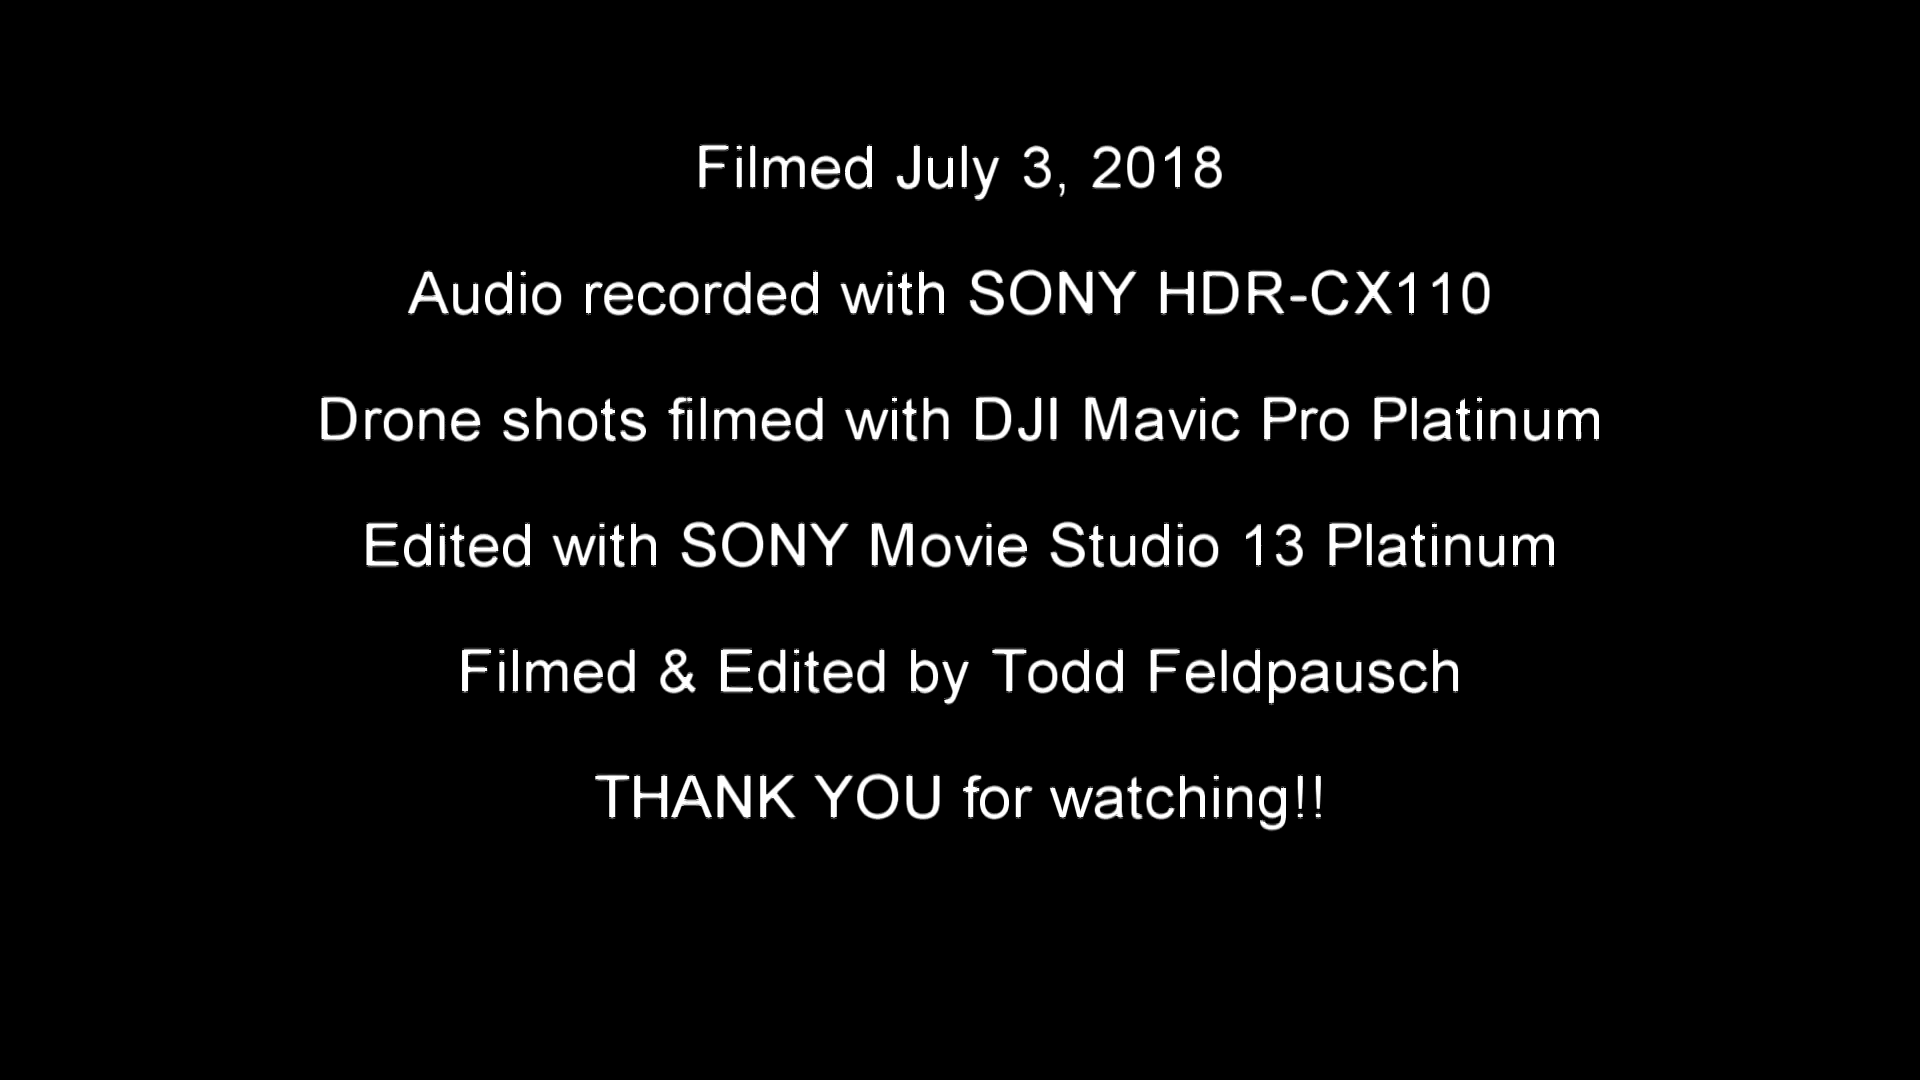 Filmed July 3, 2018
Audio recorded with SONY HDR-CX110
Drone shots filmed with DJI Mavic Pro Platinum
Edited with SONY Movie Studio 13 Platinum
Filmed & Edited by Todd Feldpausch
THANK YOU for watching!!